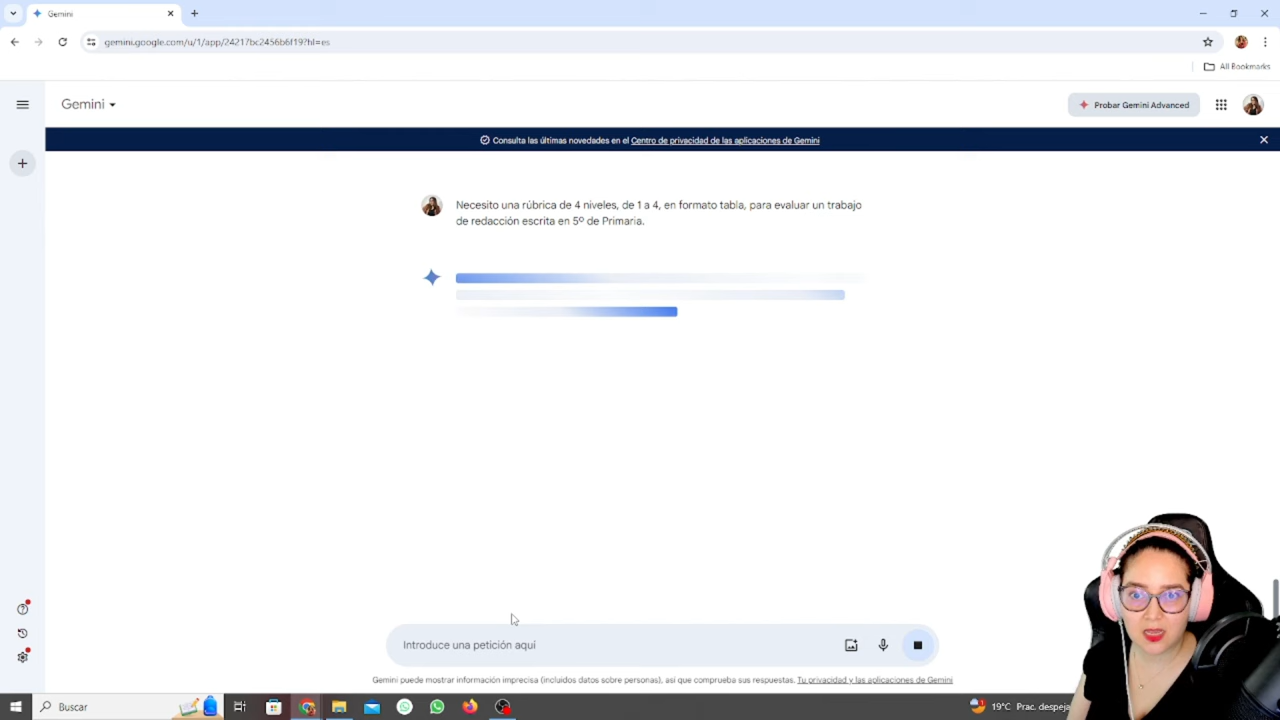 Gemini
gemini.google.com/u/1/app/24217bc2456b6f19?hl=es
All Bookmarks
Gemini
Probar Gemini Advanced
Consulta las últimas novedades en el Centro de privacidad de las aplicaciones de Gemini
Necesito una rúbrica de 4 niveles, de 1 a 4, en formato tabla, para evaluar un trabajo
de redacción escrita en 5º de Primaria.
Introduce una petición aquí
Gemini puede mostrar información imprecisa (incluidos datos sobre personas), así que comprueba sus respuestas. Tu privacidad y las aplicaciones de Gemini
Buscar
19°C Prac. despeja